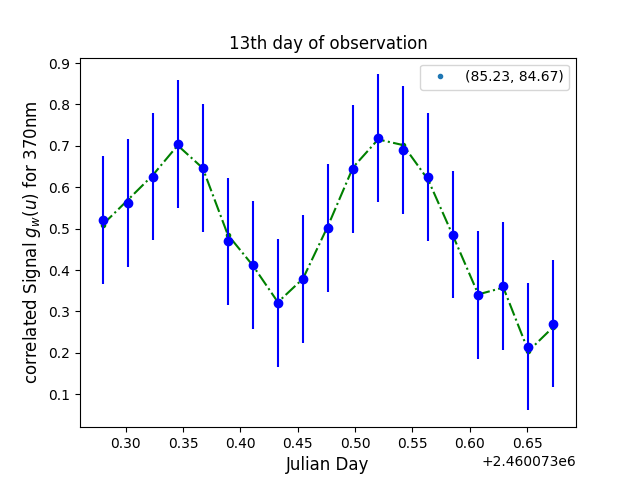 13th day of observation
(85.23, 84.67)
correlated Signal g_w(u) for 370nm
0.9
0.8
0.7
0.6
0.5
0.4
0.3
0.2
0.1
0.30 0.35 0.40 0.45 0.50 0.55 0.60 0.65
+2.460073e6
Julian Day